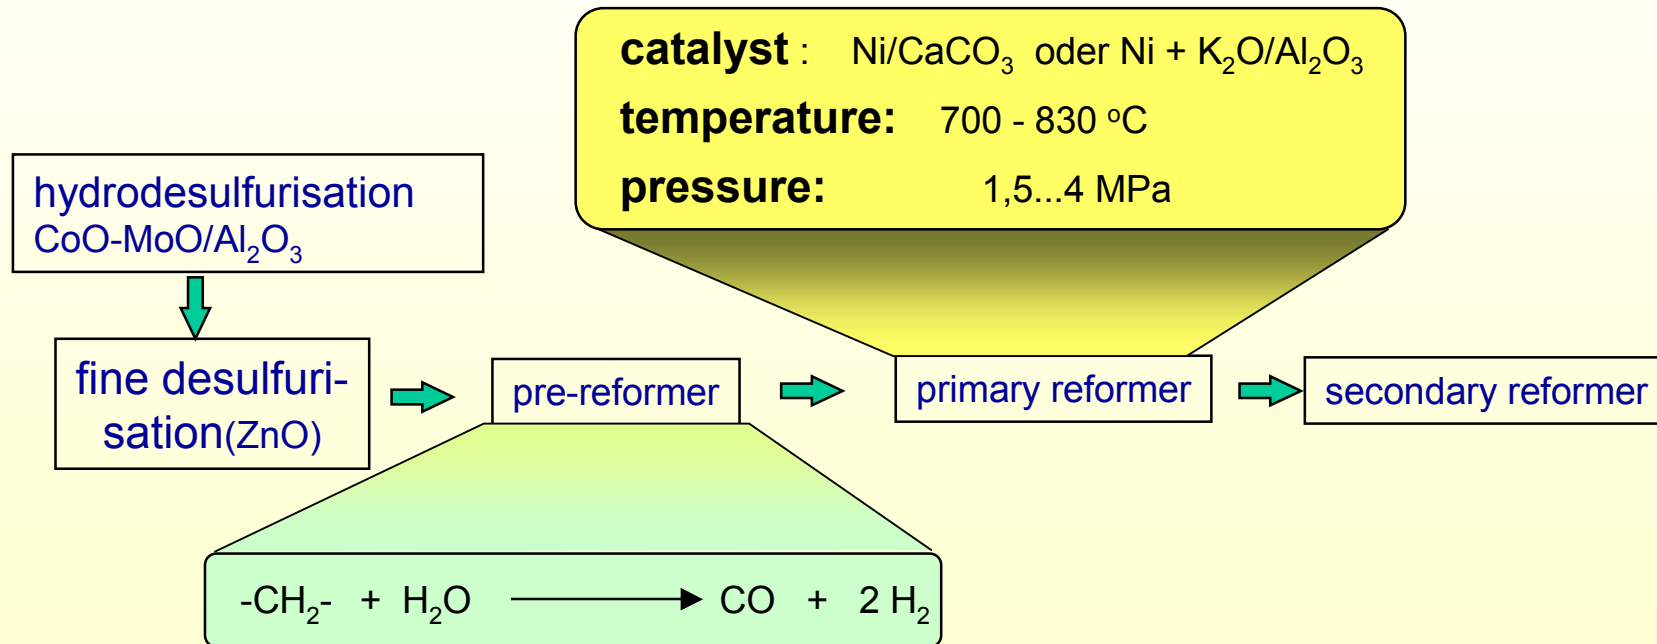 catalyst : Ni/CaCO₃ oder Ni + K₂O/Al₂O₃
temperature: 700 - 830 °C
pressure: 1,5...4 MPa
hydrodesulfurisation
CoO-MoO/Al₂O₃
fine desulfuri-
sation(ZnO)
pre-reformer
primary reformer
secondary reformer
-CH₂- + H₂O ⟶ CO + 2 H₂